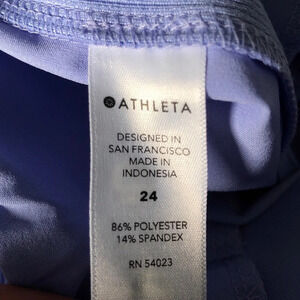 ATHLETA
DESIGNED IN
SAN FRANCISCO
MADE IN
INDONESIA
24
86% POLYESTER
14% SPANDEX
RN 54023